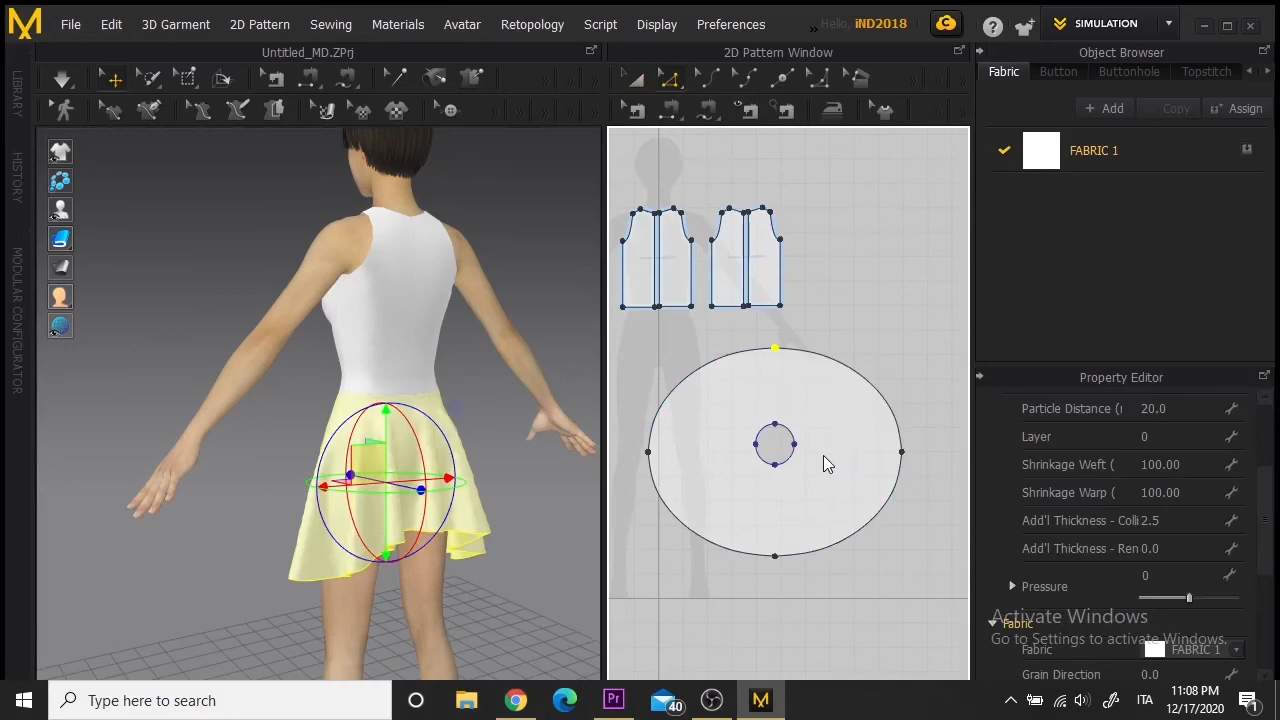 File Edit 3D Garment 2D Pattern Sewing Materials Avatar Retopology Script Display Preferences » Hello, iND2018 SIMULATION
Untitled_MD.ZPrj
2D Pattern Window
Object Browser
LIBRARY
HISTORY
MODULAR CONFIGURATOR
Fabric Button Buttonhole Topstitch
+ Add Copy Assign
FABRIC 1
Property Editor
Particle Distance (r 20.0
Layer 0
Shrinkage Weft ( 100.00
Shrinkage Warp ( 100.00
Add'l Thickness - Colli 2.5
Add'l Thickness - Ren 0.0
Pressure 0
Activate Windows
Fabric
Go to Settings to activate Windows.
Fabric FABRIC 1
Grain Direction 0.0
Type here to search
Pr
40
ITA
11:08 PM
12/17/2020
1